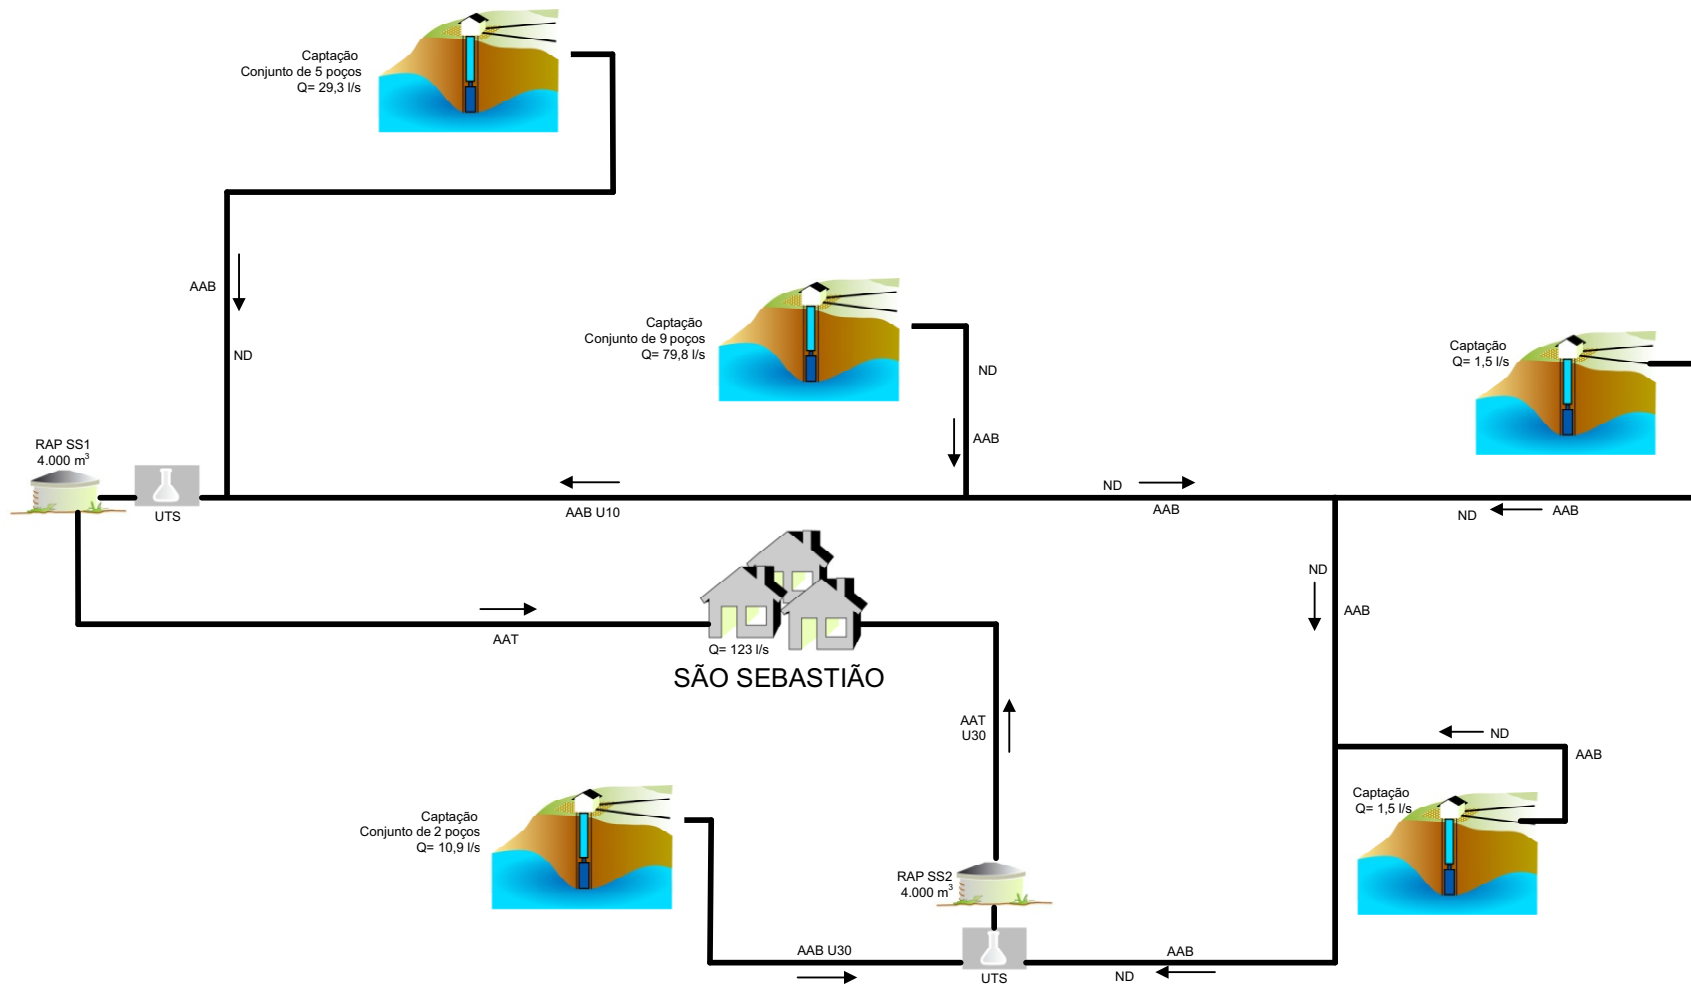 Captação
Conjunto de 5 poços
Q= 29,3 l/s
AAB
ND
Captação
Conjunto de 9 poços
Q= 79,8 l/s
ND
AAB
Captação
Q= 1,5 l/s
RAP SS1
4.000 m³
UTS
AAB U10
ND
AAB
ND
AAB
ND
AAB
AAT
Q= 123 l/s
SÃO SEBASTIÃO
AAT
U30
ND
AAB
Captação
Q= 1,5 l/s
Captação
Conjunto de 2 poços
Q= 10,9 l/s
RAP SS2
4.000 m³
AAB U30
UTS
AAB
ND